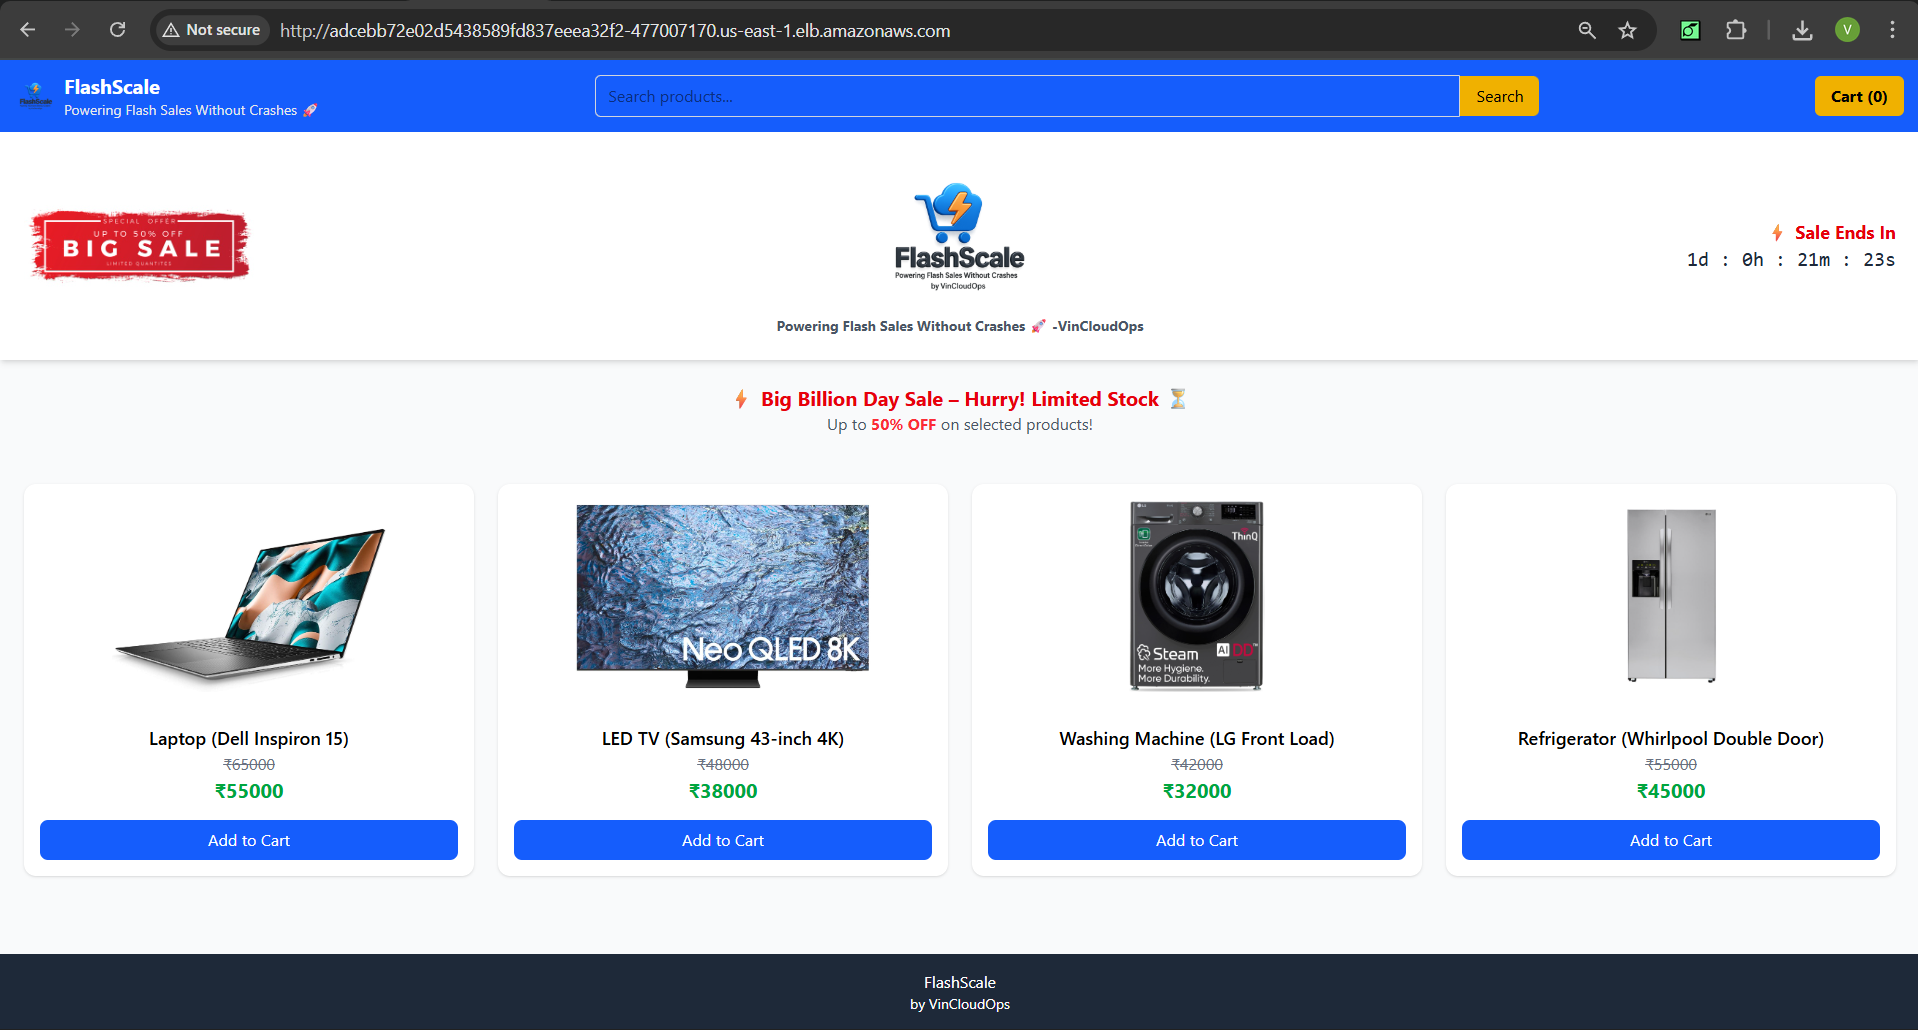 Not secure
http://adcebb72e02d5438589fd837eeea32f2-477007170.us-east-1.elb.amazonaws.com
V
FlashScale
FlashScale
Powering Flash Sales Without Crashes 🚀
Search products...
Search
Cart (0)
SPECIAL OFFER
UP TO 50% OFF
BIG SALE
LIMITED QUANTITES
FlashScale
Powering Flash Sales Without Crashes
by VinCloudOps
⚡ Sale Ends In
1d : 0h : 21m : 23s
Powering Flash Sales Without Crashes 🚀 -VinCloudOps
⚡ Big Billion Day Sale – Hurry! Limited Stock ⏳
Up to 50% OFF on selected products!
Neo QLED 8K
LG
ThinQ
Steam
AI DD™
More Hygiene.
More Durability.
Laptop (Dell Inspiron 15)
₹65000
₹55000
Add to Cart
LED TV (Samsung 43-inch 4K)
₹48000
₹38000
Add to Cart
Washing Machine (LG Front Load)
₹42000
₹32000
Add to Cart
Refrigerator (Whirlpool Double Door)
₹55000
₹45000
Add to Cart
FlashScale
by VinCloudOps